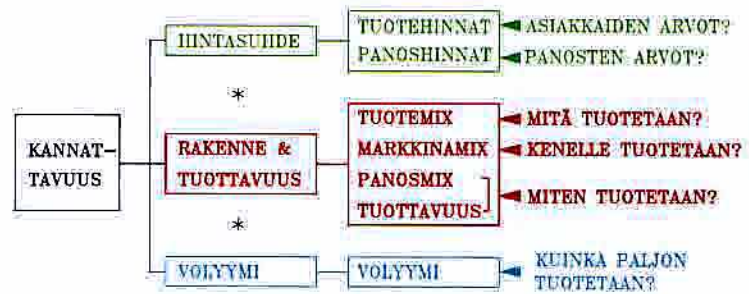 HINTASUHDE
TUOTEHINNAT
PANOSHINNAT
ASIAKKAIDEN ARVOT?
PANOSTEN ARVOT?
*
KANNAT–
TAVUUS
RAKENNE &
TUOTTAVUUS
TUOTEMIX
MARKKINAMIX
PANOSMIX
TUOTTAVUUS
MITÄ TUOTETAAN?
KENELLE TUOTETAAN?
MITEN TUOTETAAN?
*
VOLYYMI
VOLYYMI
KUINKA PALJON
TUOTETAAN?